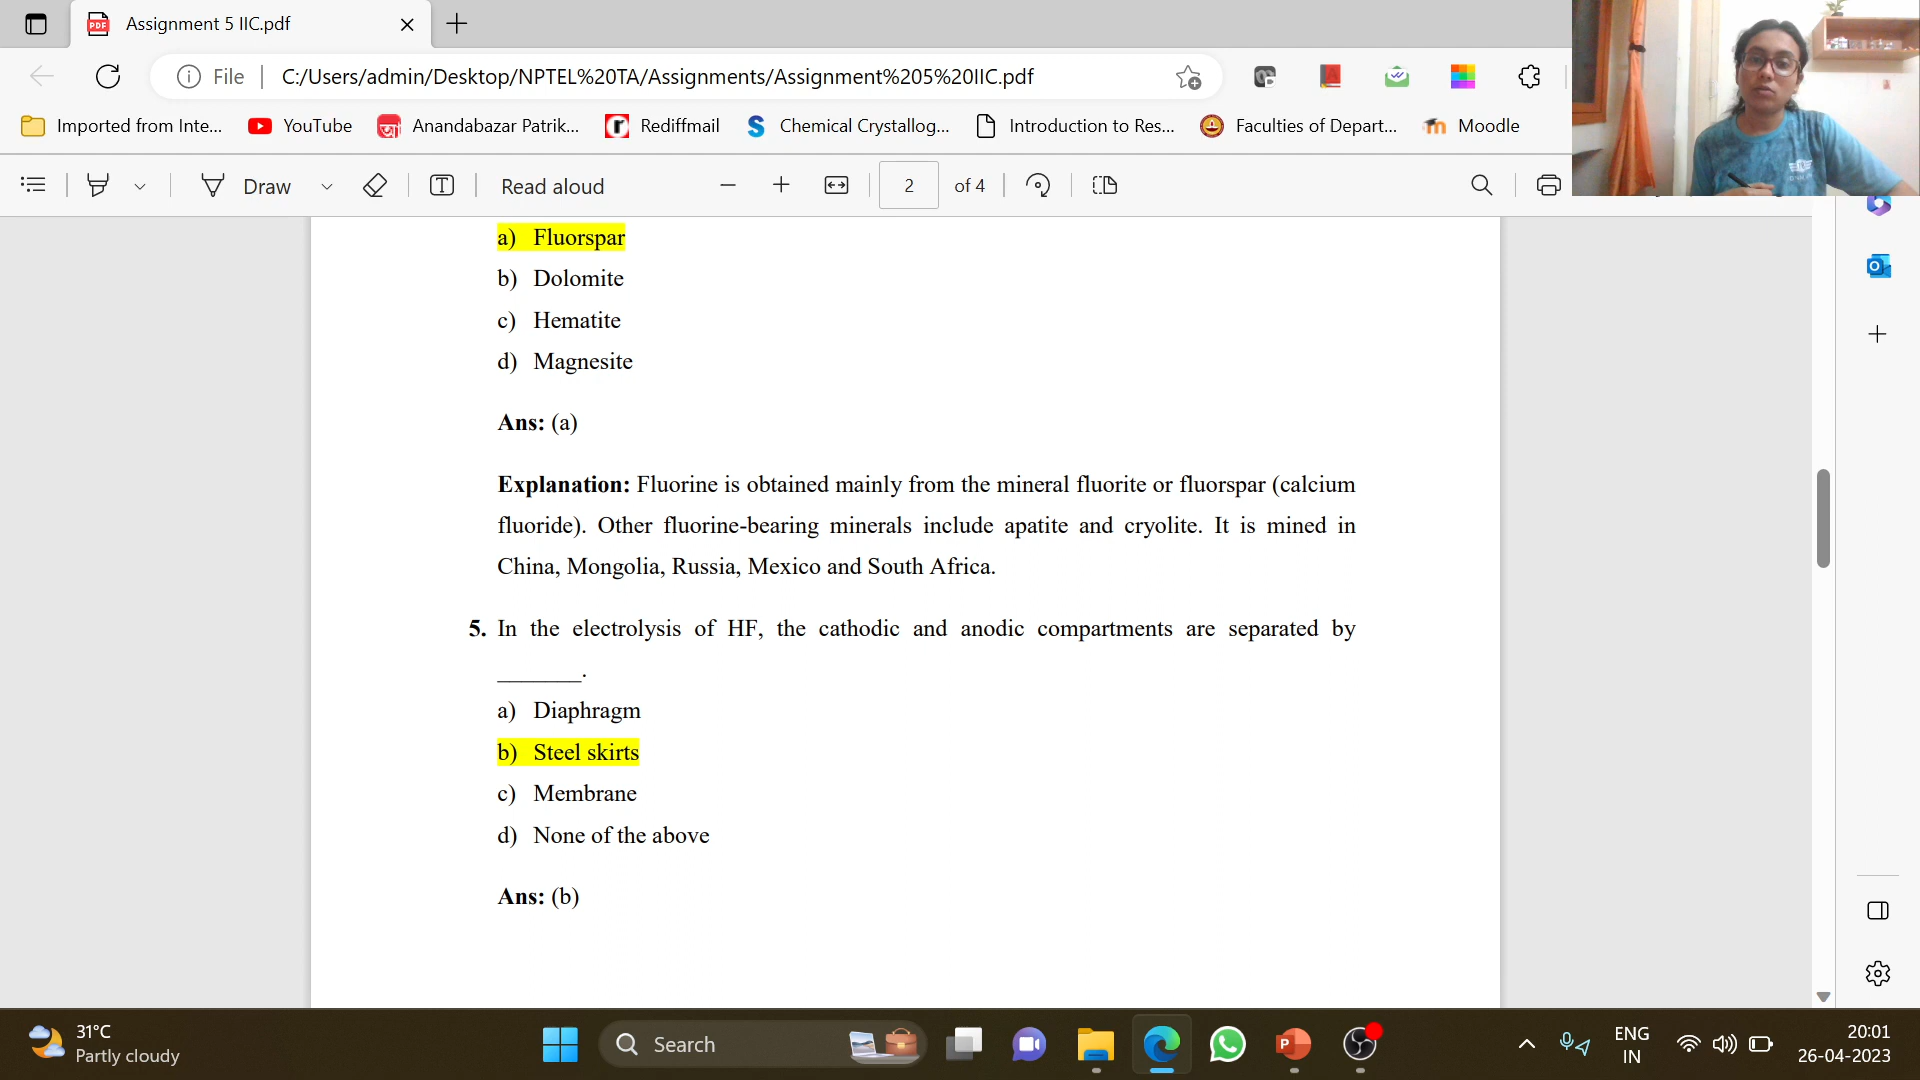 Assignment 5 IIC.pdf
File
C:/Users/admin/Desktop/NPTEL%20TA/Assignments/Assignment%205%20IIC.pdf
Imported from Inte...
YouTube
Anandabazar Patrik...
Rediffmail
Chemical Crystallog...
Introduction to Res...
Faculties of Depart...
Moodle
Draw
Read aloud
2
of 4
a) Fluorspar
b) Dolomite
c) Hematite
d) Magnesite
Ans: (a)
Explanation: Fluorine is obtained mainly from the mineral fluorite or fluorspar (calcium
fluoride). Other fluorine-bearing minerals include apatite and cryolite. It is mined in
China, Mongolia, Russia, Mexico and South Africa.
5. In the electrolysis of HF, the cathodic and anodic compartments are separated by
_______.
a) Diaphragm
b) Steel skirts
c) Membrane
d) None of the above
Ans: (b)
31°C
Partly cloudy
Search
ENG
IN
20:01
26-04-2023